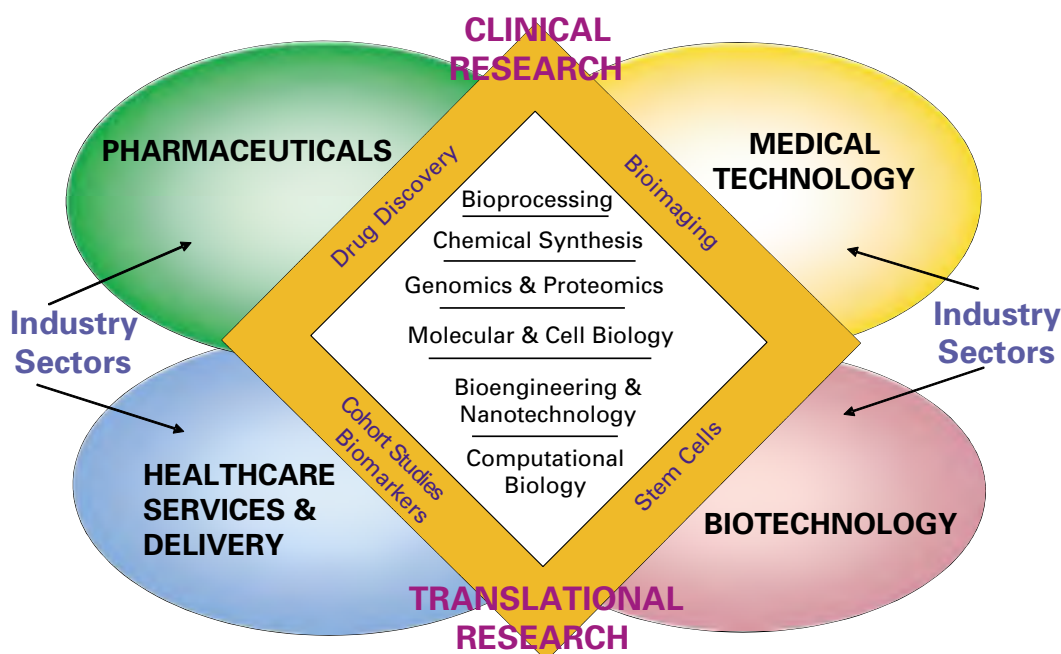 CLINICAL
RESEARCH
PHARMACEUTICALS
MEDICAL
TECHNOLOGY
Drug Discovery
Bioimaging
Bioprocessing
Chemical Synthesis
Genomics & Proteomics
Molecular & Cell Biology
Bioengineering &
Nanotechnology
Computational
Biology
Industry
Sectors
Industry
Sectors
Cohort Studies
Biomarkers
Stem Cells
HEALTHCARE
SERVICES &
DELIVERY
BIOTECHNOLOGY
TRANSLATIONAL
RESEARCH